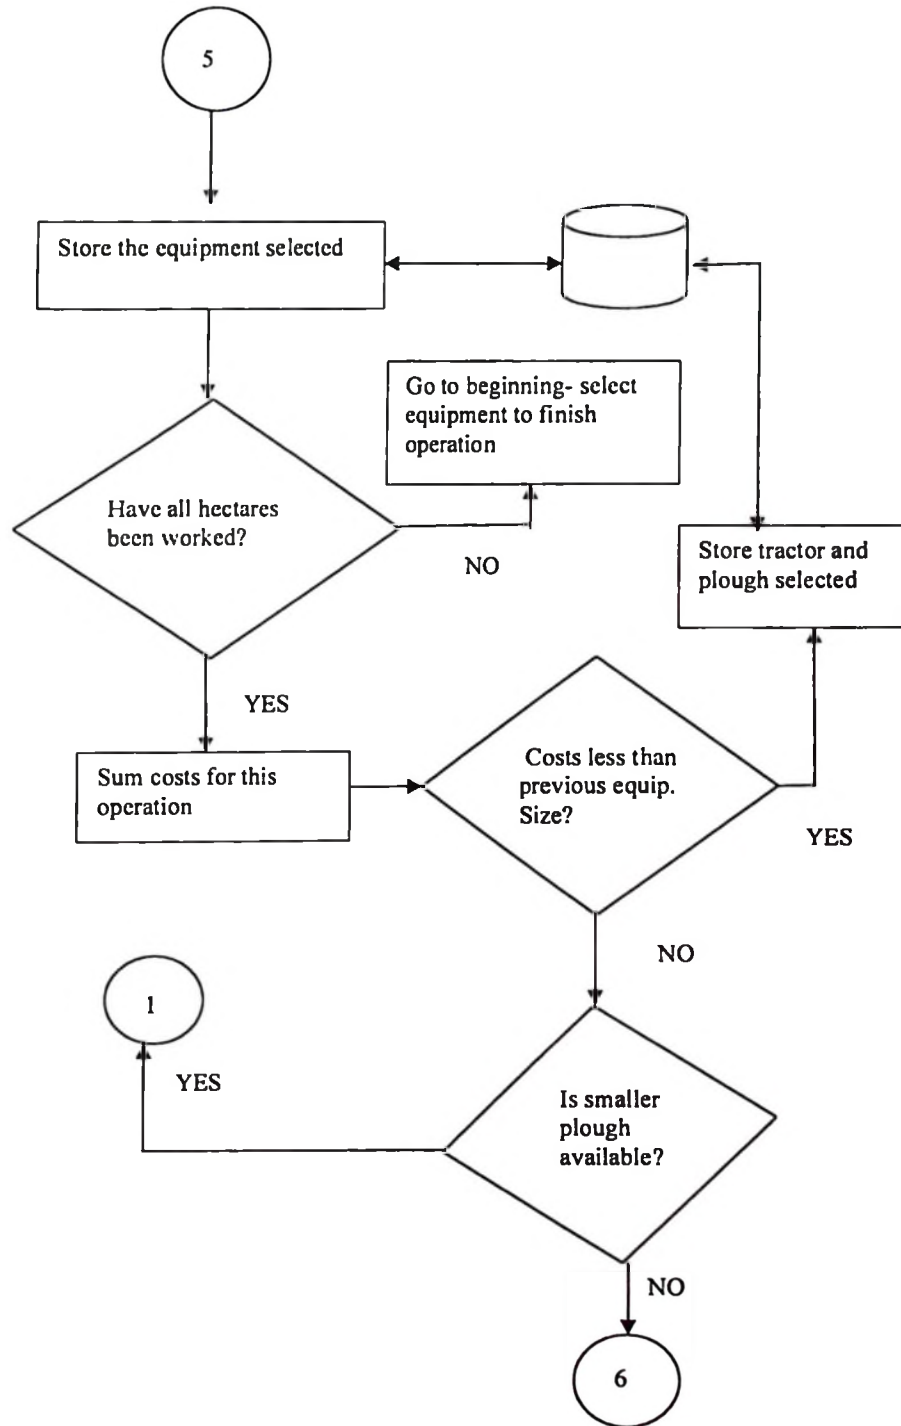 5
Store the equipment selected
Go to beginning- select
equipment to finish
operation
Have all hectares
been worked?
NO
Store tractor and
plough selected
YES
Sum costs for this
operation
Costs less than
previous equip.
Size?
YES
NO
1
YES
Is smaller
plough
available?
NO
6